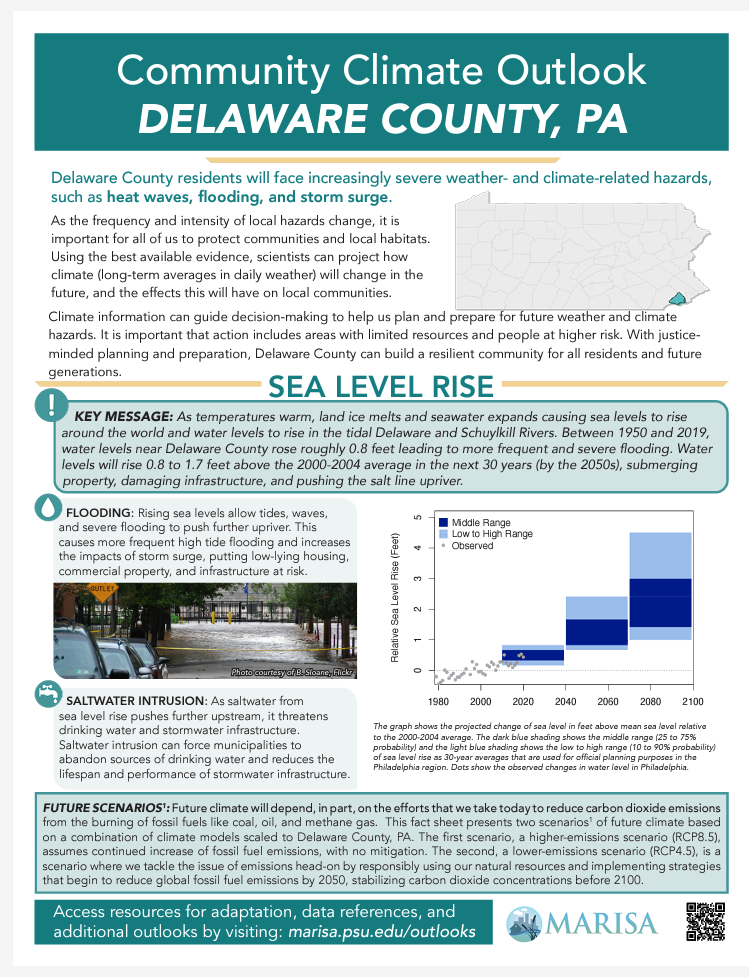 Community Climate Outlook
DELAWARE COUNTY, PA
Delaware County residents will face increasingly severe weather- and climate-related hazards,
such as heat waves, flooding, and storm surge.
As the frequency and intensity of local hazards change, it is
important for all of us to protect communities and local habitats.
Using the best available evidence, scientists can project how
climate (long-term averages in daily weather) will change in the
future, and the effects this will have on local communities.
Climate information can guide decision-making to help us plan and prepare for future weather and climate
hazards. It is important that action includes areas with limited resources and people at higher risk. With justice-
minded planning and preparation, Delaware County can build a resilient community for all residents and future
generations.
SEA LEVEL RISE
!
KEY MESSAGE: As temperatures warm, land ice melts and seawater expands causing sea levels to rise
around the world and water levels to rise in the tidal Delaware and Schuylkill Rivers. Between 1950 and 2019,
water levels near Delaware County rose roughly 0.8 feet leading to more frequent and severe flooding. Water
levels will rise 0.8 to 1.7 feet above the 2000-2004 average in the next 30 years (by the 2050s), submerging
property, damaging infrastructure, and pushing the salt line upriver.
FLOODING: Rising sea levels allow tides, waves,
and severe flooding to push further upriver. This
causes more frequent high tide flooding and increases
the impacts of storm surge, putting low-lying housing,
commercial property, and infrastructure at risk.
OUTLET
Photo courtesy of B. Sloane, Flickr
SALTWATER INTRUSION: As saltwater from
sea level rise pushes further upstream, it threatens
drinking water and stormwater infrastructure.
Saltwater intrusion can force municipalities to
abandon sources of drinking water and reduces the
lifespan and performance of stormwater infrastructure.
Relative Sea Level Rise (Feet)
5
4
3
2
1
0
Middle Range
Low to High Range
Observed
1980 2000 2020 2040 2060 2080 2100
The graph shows the projected change of sea level in feet above mean sea level relative
to the 2000-2004 average. The dark blue shading shows the middle range (25 to 75%
probability) and the light blue shading shows the low to high range (10 to 90% probability)
of sea level rise as 30-year averages that are used for official planning purposes in the
Philadelphia region. Dots show the observed changes in water level in Philadelphia.
FUTURE SCENARIOS¹: Future climate will depend, in part, on the efforts that we take today to reduce carbon dioxide emissions
from the burning of fossil fuels like coal, oil, and methane gas. This fact sheet presents two scenarios¹ of future climate based
on a combination of climate models scaled to Delaware County, PA. The first scenario, a higher-emissions scenario (RCP8.5),
assumes continued increase of fossil fuel emissions, with no mitigation. The second, a lower-emissions scenario (RCP4.5), is a
scenario where we tackle the issue of emissions head-on by responsibly using our natural resources and implementing strategies
that begin to reduce global fossil fuel emissions by 2050, stabilizing carbon dioxide concentrations before 2100.
Access resources for adaptation, data references, and
additional outlooks by visiting: marisa.psu.edu/outlooks
MARISA